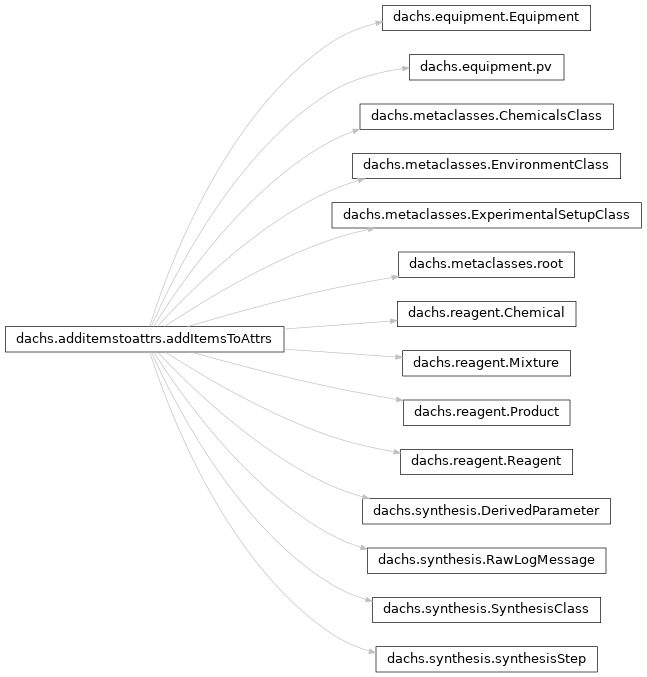 dachs.equipment.Equipment
dachs.equipment.pv
dachs.metaclasses.ChemicalsClass
dachs.metaclasses.EnvironmentClass
dachs.metaclasses.ExperimentalSetupClass
dachs.metaclasses.root
dachs.reagent.Chemical
dachs.additemstoattrs.addItemsToAttrs
dachs.reagent.Mixture
dachs.reagent.Product
dachs.reagent.Reagent
dachs.synthesis.DerivedParameter
dachs.synthesis.RawLogMessage
dachs.synthesis.SynthesisClass
dachs.synthesis.synthesisStep